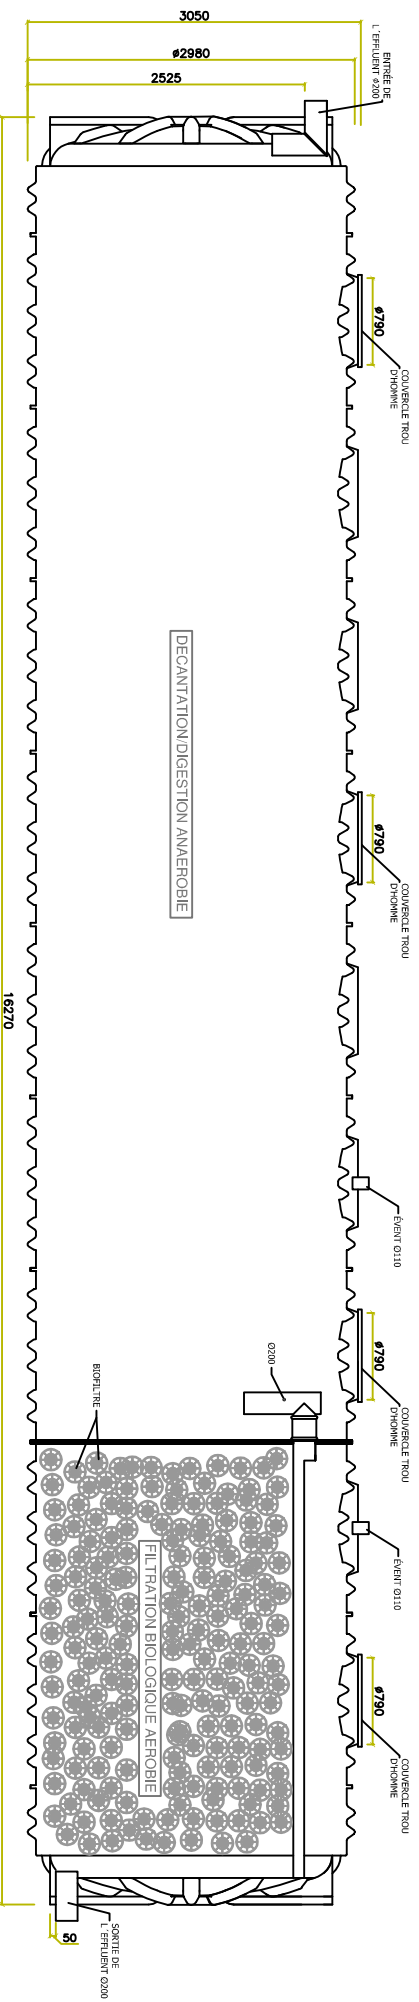 3050
ø2980
2525
ENTRÉE DE
L´EFFLUENT Ø200
ø790
COUVERCLE TROU
D'HOMME
DECANTATION/DIGESTION ANAEROBIE
ø790
COUVERCLE TROU
D'HOMME
16270
ÉVENT Ø110
ø790
COUVERCLE TROU
D'HOMME
Ø200
BIOFILTRE
ÉVENT Ø110
FILTRATION BIOLOGIQUE AEROBIE
ø790
COUVERCLE TROU
D'HOMME
SORTIE DE
L´EFFLUENT Ø200
50